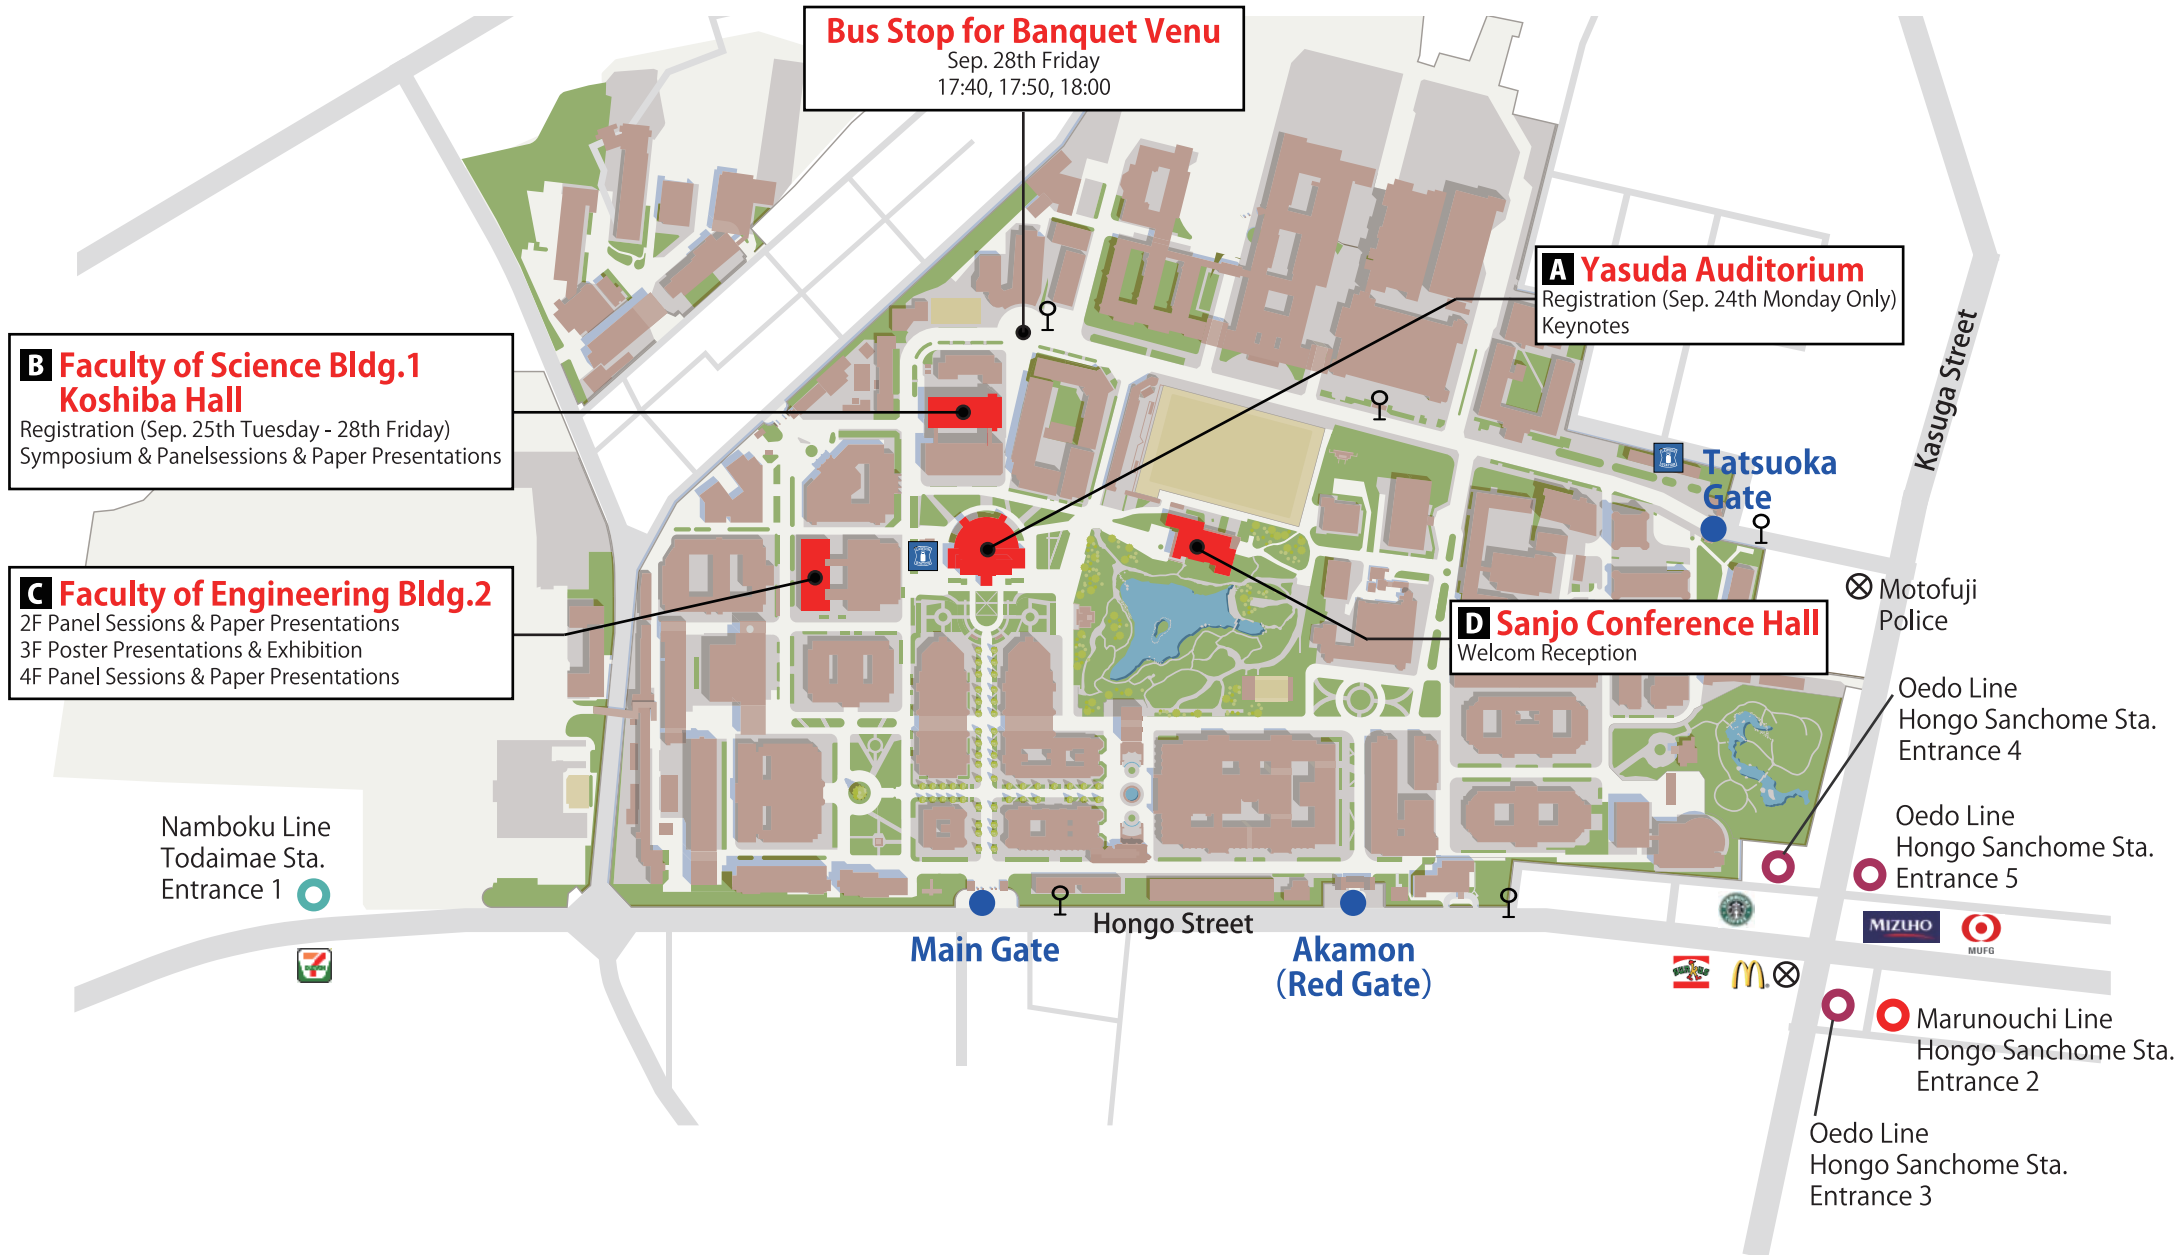 Bus Stop for Banquet Venu
Sep. 28th Friday
17:40, 17:50, 18:00
A Yasuda Auditorium
Registration (Sep. 24th Monday Only)
Keynotes
B Faculty of Science Bldg.1
Koshiba Hall
Registration (Sep. 25th Tuesday - 28th Friday)
Symposium & Panelsessions & Paper Presentations
Kasuga Street
Tatsuoka
Gate
C Faculty of Engineering Bldg.2
2F Panel Sessions & Paper Presentations
3F Poster Presentations & Exhibition
4F Panel Sessions & Paper Presentations
D Sanjo Conference Hall
Welcom Reception
Motofuji
Police
Oedo Line
Hongo Sanchome Sta.
Entrance 4
Oedo Line
Hongo Sanchome Sta.
Entrance 5
Namboku Line
Todaimae Sta.
Entrance 1
Hongo Street
Main Gate
Akamon
(Red Gate)
MIZUHO
MUFG
Marunouchi Line
Hongo Sanchome Sta.
Entrance 2
Oedo Line
Hongo Sanchome Sta.
Entrance 3